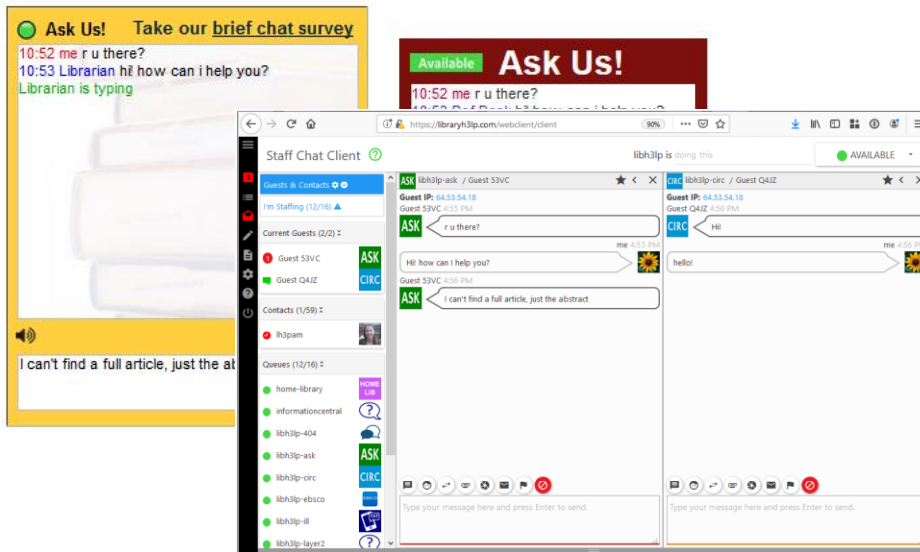 Ask Us! Take our brief chat survey
10:52 me r u there?
10:53 Librarian hi! how can i help you?
Librarian is typing
I can't find a full article, just the ab
Available Ask Us!
10:52 me r u there?
https://libraryh3lp.com/webclient/client
90%
Staff Chat Client
libh3lp is doing this
AVAILABLE
Guests & Contacts
I'm Staffing (12/16)
Current Guests (2/2)
1 Guest 53VC ASK
Guest Q4JZ CIRC
Contacts (1/59)
lh3pam
Queues (12/16)
home-library HOME LIB
informationcentral
libh3lp-404
libh3lp-ask ASK
libh3lp-circ CIRC
libh3lp-ebsco
libh3lp-ill
libh3lp-layer2
ASK libh3lp-ask / Guest 53VC
Guest IP: 64.53.54.18
Guest 53VC 4:55 PM
ASK r u there?
me 4:55 PM
Hi! how can I help you?
Guest 53VC 4:56 PM
ASK I can't find a full article, just the abstract
Type your message here and press Enter to send.
CIRC libh3lp-circ / Guest Q4JZ
Guest IP: 64.53.54.18
Guest Q4JZ 4:56 PM
CIRC Hi!
me 4:56 PM
hello!
Type your message here and press Enter to send.